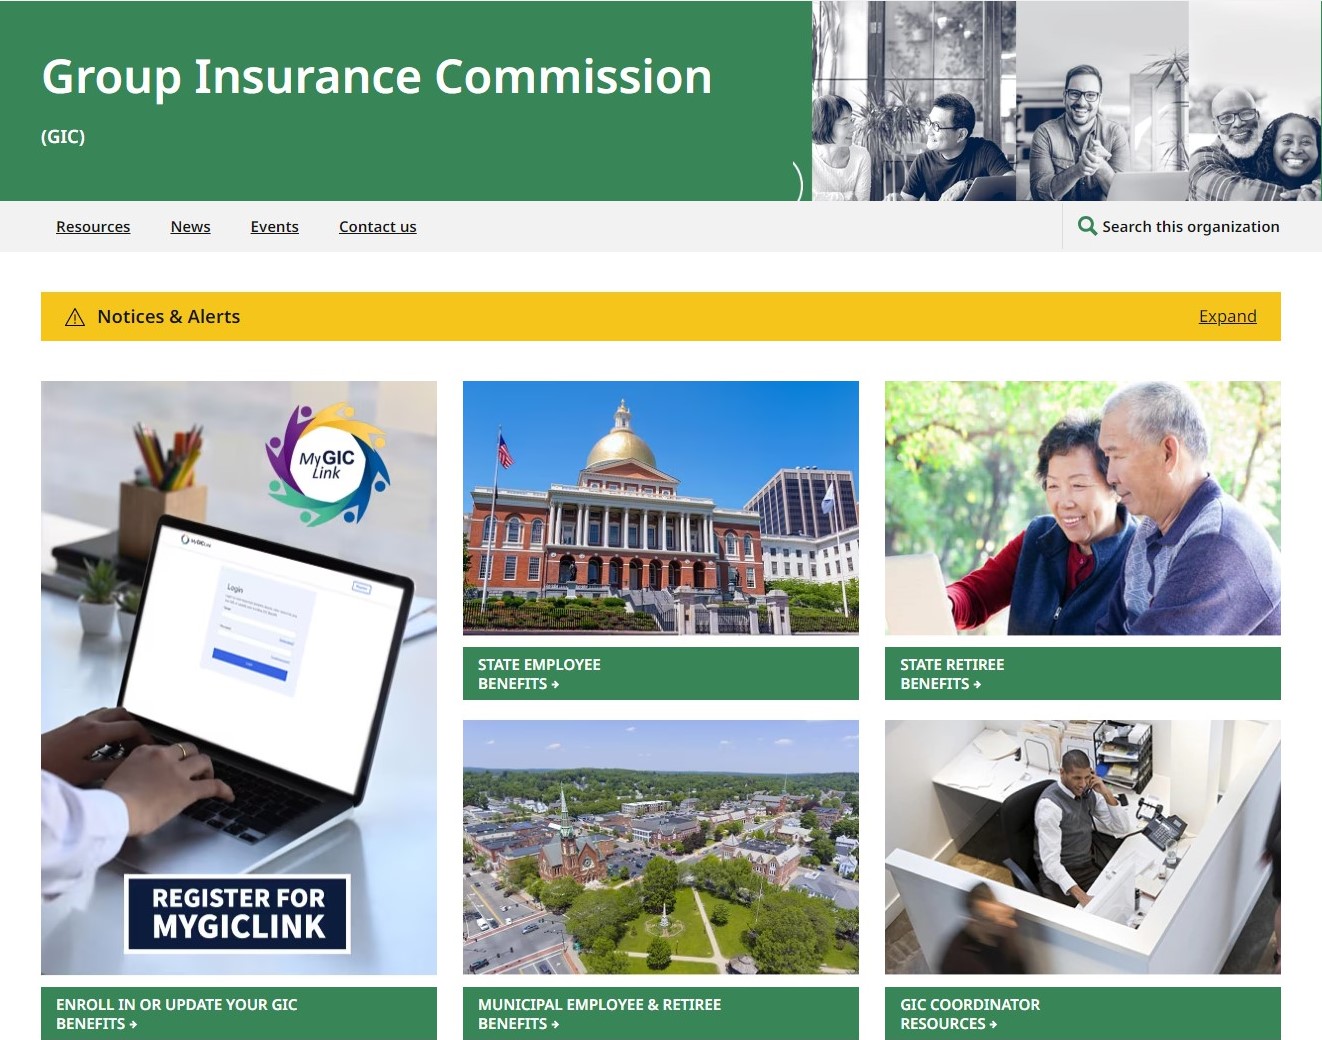 Group Insurance Commission
(GIC)
Resources
News
Events
Contact us
Search this organization
Notices & Alerts
Expand
My GIC
Link
Login
REGISTER FOR
MYGICLINK
ENROLL IN OR UPDATE YOUR GIC
BENEFITS →
STATE EMPLOYEE
BENEFITS →
STATE RETIREE
BENEFITS →
MUNICIPAL EMPLOYEE & RETIREE
BENEFITS →
GIC COORDINATOR
RESOURCES →